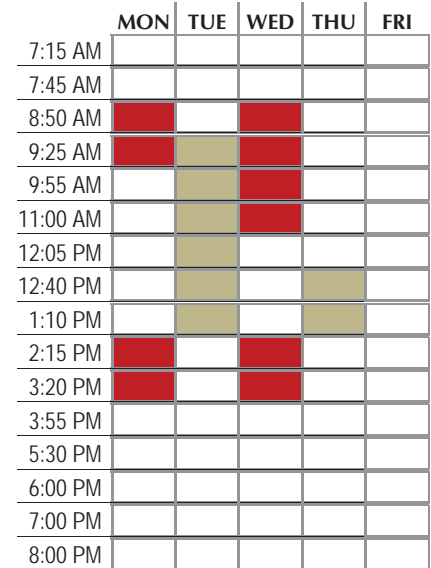 MON TUE WED THU FRI
7:15 AM
7:45 AM
8:50 AM
9:25 AM
9:55 AM
11:00 AM
12:05 PM
12:40 PM
1:10 PM
2:15 PM
3:20 PM
3:55 PM
5:30 PM
6:00 PM
7:00 PM
8:00 PM